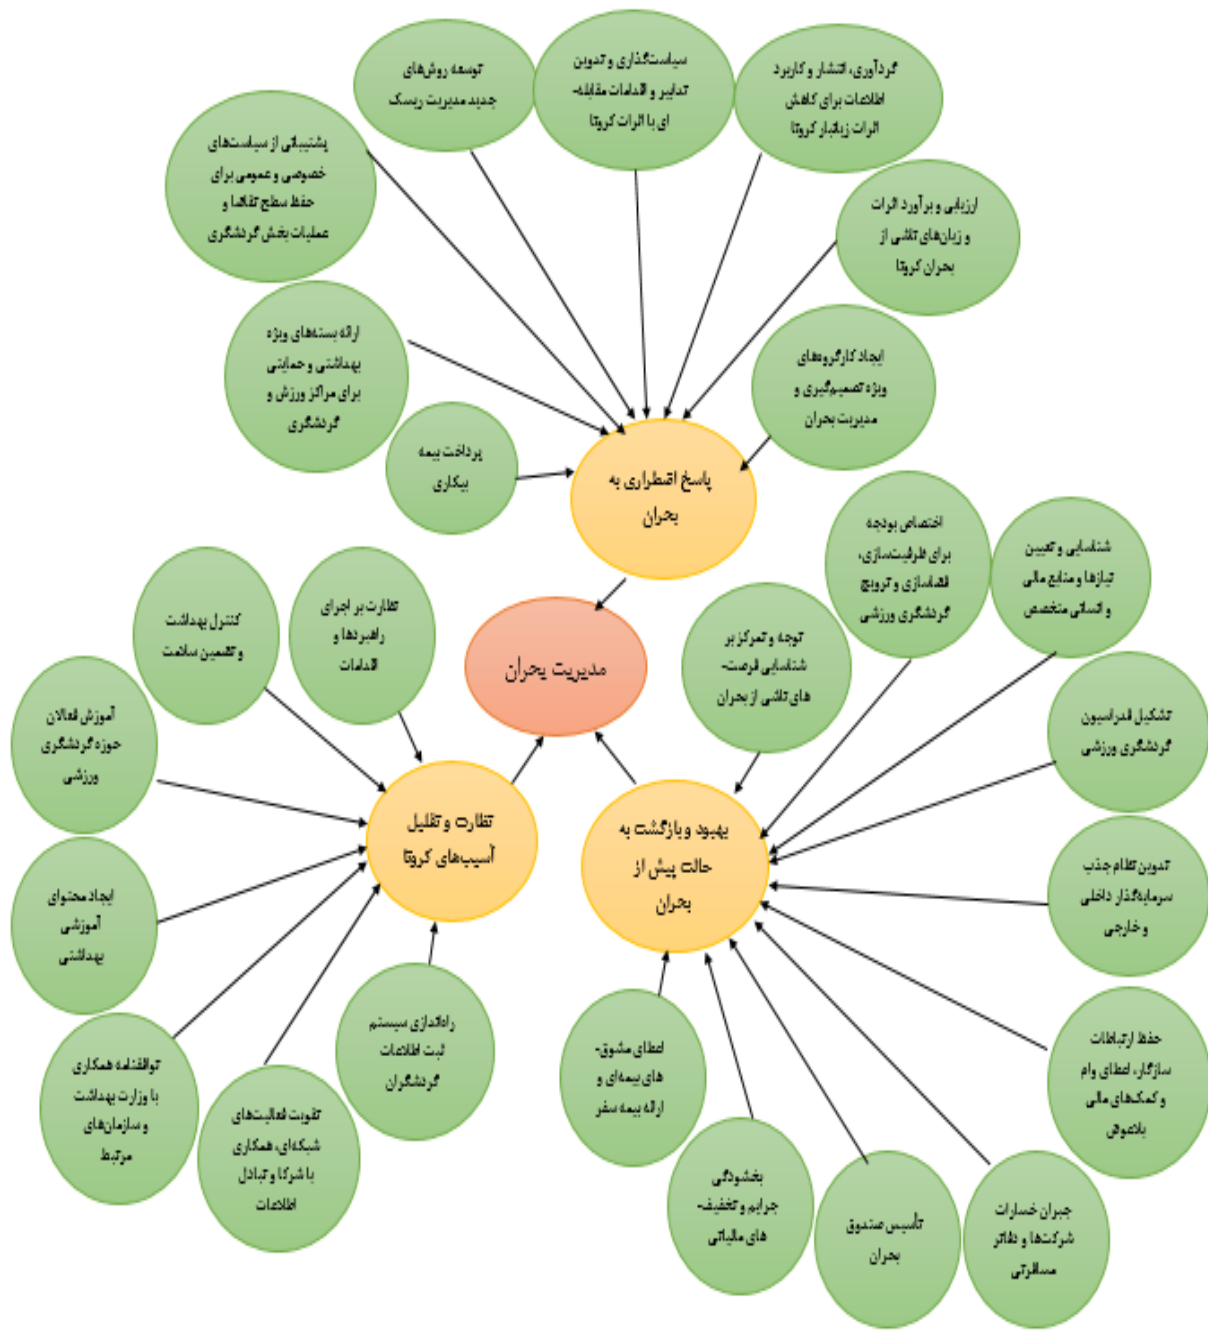 گردآوری، انتشار و کاربرد
اطلاعات برای کاهش
اثرات زیانبار کرونا
سیاست‌گذاری و تدوین
تدابیر و اقدامات مقابله-
ای با اثرات کرونا
توسعه روش‌های
جدید مدیریت ریسک
پشتیبانی از سیاست‌های
خصوصی و عمومی برای
حفظ سطح تقاضا و
عملیات بخش گردشگری
ارزیابی و برآورد اثرات
و زیان‌های ناشی از
بحران کرونا
ارائه بسته‌های ویژه
بهداشتی و حمایتی
برای مراکز ورزش و
گردشگری
ایجاد کارگروه‌های
ویژه تصمیم‌گیری و
مدیریت بحران
پرداخت بیمه
بیکاری
پاسخ اضطراری به
بحران
اختصاص بودجه
برای ظرفیت‌سازی،
فضاسازی و ترویج
گردشگری ورزشی
شناسایی و تعیین
نیازها و منابع مالی
و انسانی متخصص
توجه و تمرکز بر
شناسایی فرصت-
های ناشی از بحران
مدیریت بحران
نظارت بر اجرای
راهبردها و
اقدامات
کنترل بهداشت
و تضمین سلامت
تشکیل فدراسیون
گردشگری ورزشی
آموزش فعالان
حوزه گردشگری
ورزشی
نظارت و تقلیل
آسیب‌های کرونا
بهبود و بازگشت به
حالت پیش از
بحران
تدوین نظام جذب
سرمایه‌گذار داخلی
و خارجی
ایجاد محتوای
آموزشی
بهداشتی
راه‌اندازی سیستم
ثبت اطلاعات
گردشگران
اعطای مشوق-
های بیمه‌ای و
ارائه بیمه سفر
حفظ ارتباطات
سازگار، اعطای وام
و کمک‌های مالی
بلاعوض
توافقنامه همکاری
با وزارت بهداشت
و سازمان‌های
مرتبط
تقویت فعالیت‌های
شبکه‌ای، همکاری
با شرکا و تبادل
اطلاعات
بخشودگی
جرایم و تخفیف-
های مالیاتی
تأسیس صندوق
بحران
جبران خسارات
شرکت‌ها و دفاتر
مسافرتی